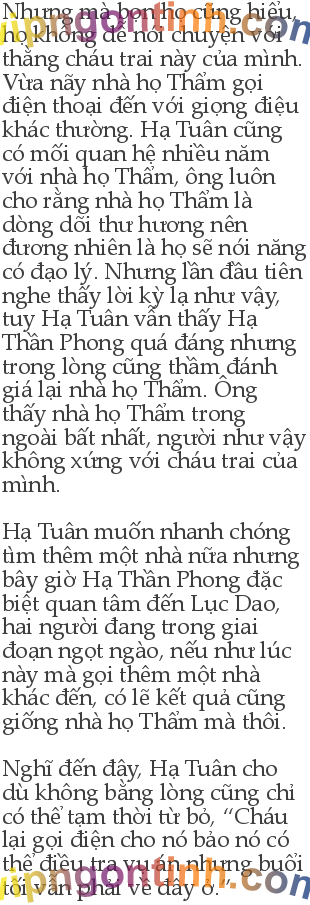 Nhưng mà bọn họ cũng hiểu,
họ không dễ nói chuyện với
thằng cháu trai này của mình.
Vừa nãy nhà họ Thẩm gọi
điện thoại đến với giọng điệu
khác thường. Hạ Tuân cũng
có mối quan hệ nhiều năm
với nhà họ Thẩm, ông luôn
cho rằng nhà họ Thẩm là
dòng dõi thư hương nên
đương nhiên là họ sẽ nói năng
có đạo lý. Nhưng lần đầu tiên
nghe thấy lời kỳ lạ như vậy,
tuy Hạ Tuân vẫn thấy Hạ
Thần Phong quá đáng nhưng
trong lòng cũng thầm đánh
giá lại nhà họ Thẩm. Ông
thấy nhà họ Thẩm trong
ngoài bất nhất, người như vậy
không xứng với cháu trai của
mình.
Hạ Tuân muốn nhanh chóng
tìm thêm một nhà nữa nhưng
bây giờ Hạ Thần Phong đặc
biệt quan tâm đến Lục Dao,
hai người đang trong giai
đoạn ngọt ngào, nếu như lúc
này mà gọi thêm một nhà
khác đến, có lẽ kết quả cũng
giống nhà họ Thẩm mà thôi.
Nghĩ đến đây, Hạ Tuân cho
dù không bằng lòng cũng chỉ
có thể tạm thời từ bỏ, “Cháu
lại gọi điện cho nó bảo nó có
thể điều tra vụ án nhưng buổi
tối vẫn phải về đây ở.”
vipngontinh.com
vipngontinh.com